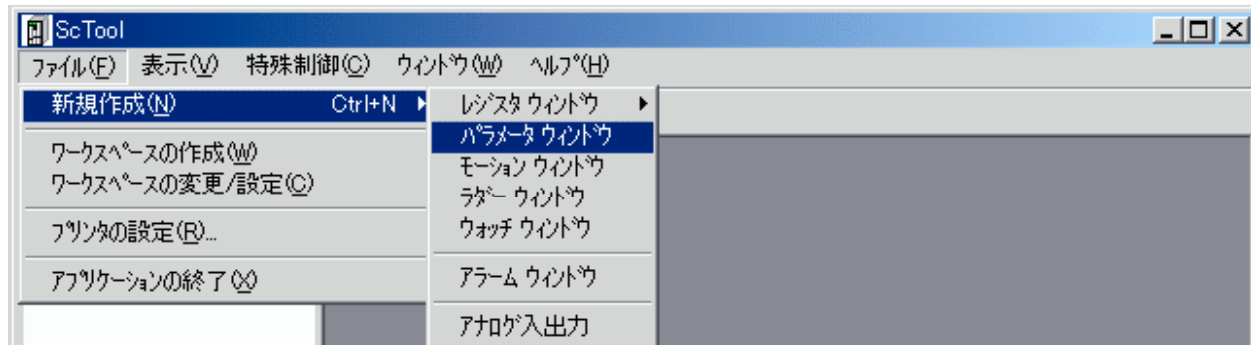 ScTool
ﾌｧｲﾙ(F) 表示(V) 特殊制御(C) ｳｨﾝﾄﾞｳ(W) ﾍﾙﾌﾟ(H)
新規作成(N) Ctrl+N
ﾜｰｸｽﾍﾟｰｽの作成(W)
ﾜｰｸｽﾍﾟｰｽの変更/設定(C)
ﾌﾟﾘﾝﾀの設定(R)...
ｱﾌﾟﾘｹｰｼｮﾝの終了(X)
ﾚｼﾞｽﾀ ｳｨﾝﾄﾞｳ
ﾊﾟﾗﾒｰﾀ ｳｨﾝﾄﾞｳ
ﾓｰｼｮﾝ ｳｨﾝﾄﾞｳ
ﾗﾀﾞｰ ｳｨﾝﾄﾞｳ
ｳｫｯﾁ ｳｨﾝﾄﾞｳ
ｱﾗｰﾑ ｳｨﾝﾄﾞｳ
ｱﾅﾛｸﾞ入出力